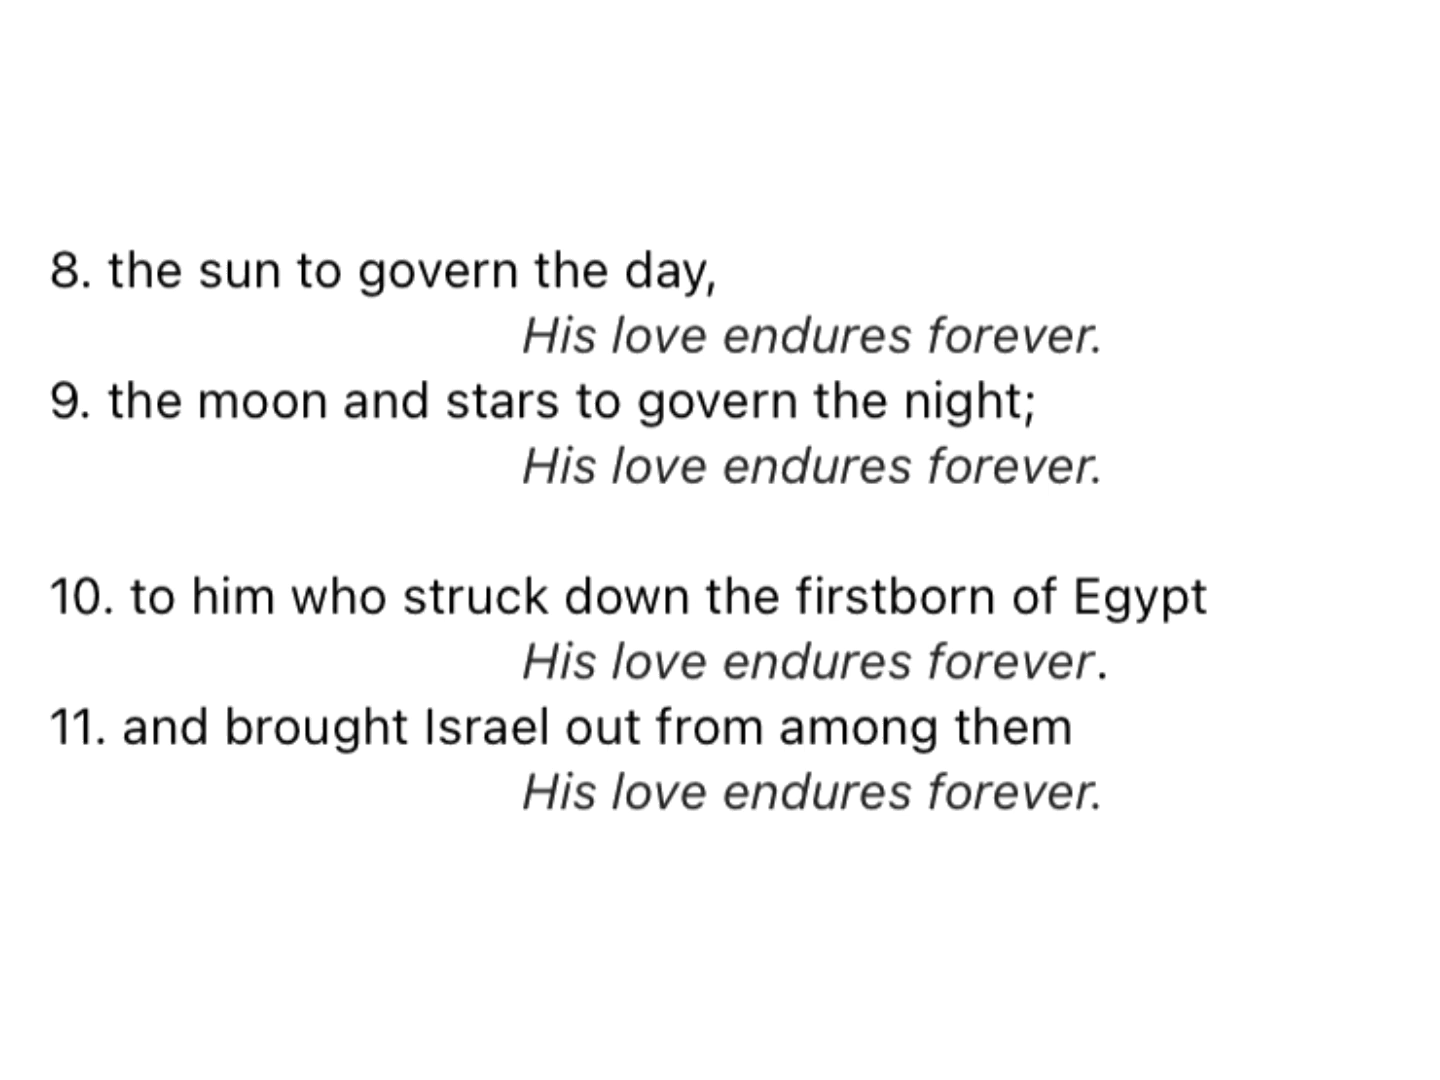 8. the sun to govern the day,
His love endures forever.
9. the moon and stars to govern the night;
His love endures forever.
10. to him who struck down the firstborn of Egypt
His love endures forever.
11. and brought Israel out from among them
His love endures forever.